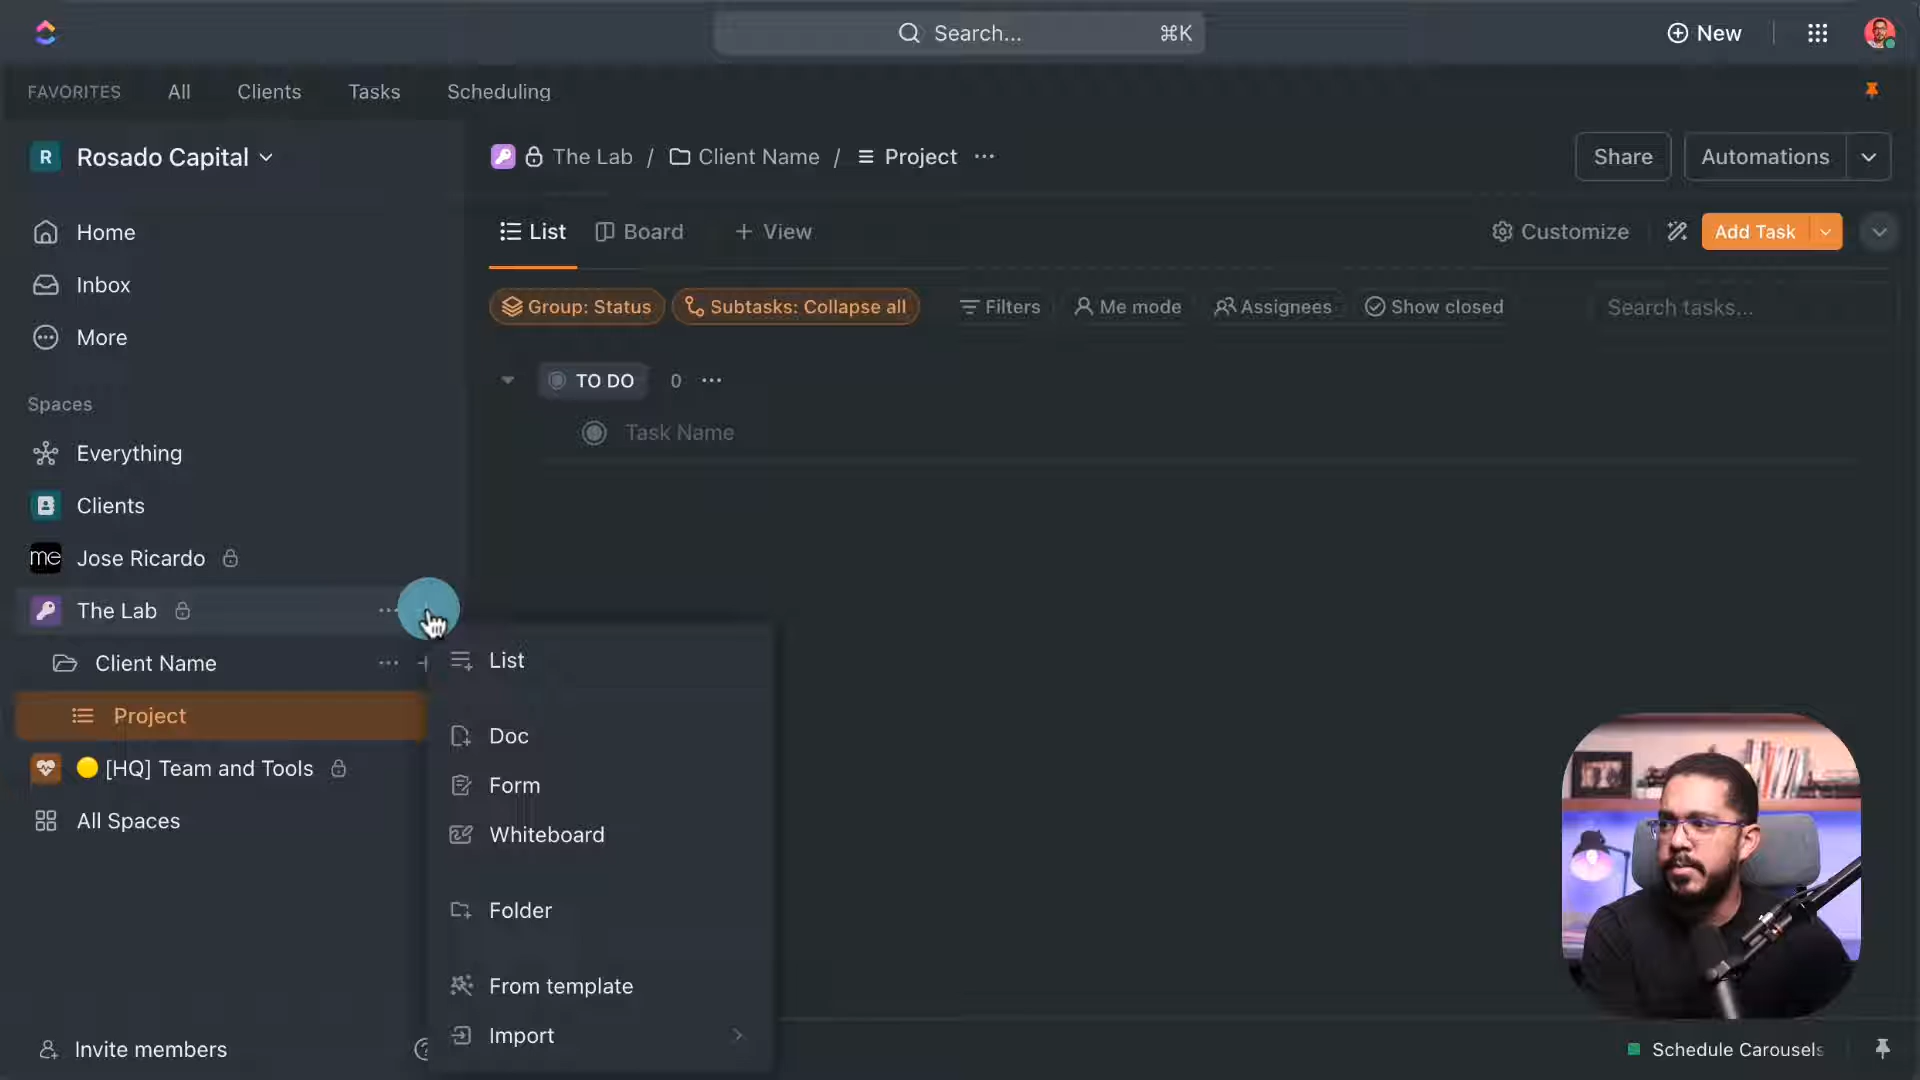 Search...
⌘K
New
FAVORITES
All
Clients
Tasks
Scheduling
R
Rosado Capital
The Lab / Client Name / Project ...
Share
Automations
Home
Inbox
More
List
Board
+ View
Customize
Add Task
Group: Status
Subtasks: Collapse all
Filters
Me mode
Assignees
Show closed
Search tasks...
TO DO
0 ...
Task Name
Spaces
Everything
Clients
me
Jose Ricardo
The Lab
...
Client Name
... +
Project
[HQ] Team and Tools
All Spaces
List
Doc
Form
Whiteboard
Folder
From template
Import
Invite members
Schedule Carousels